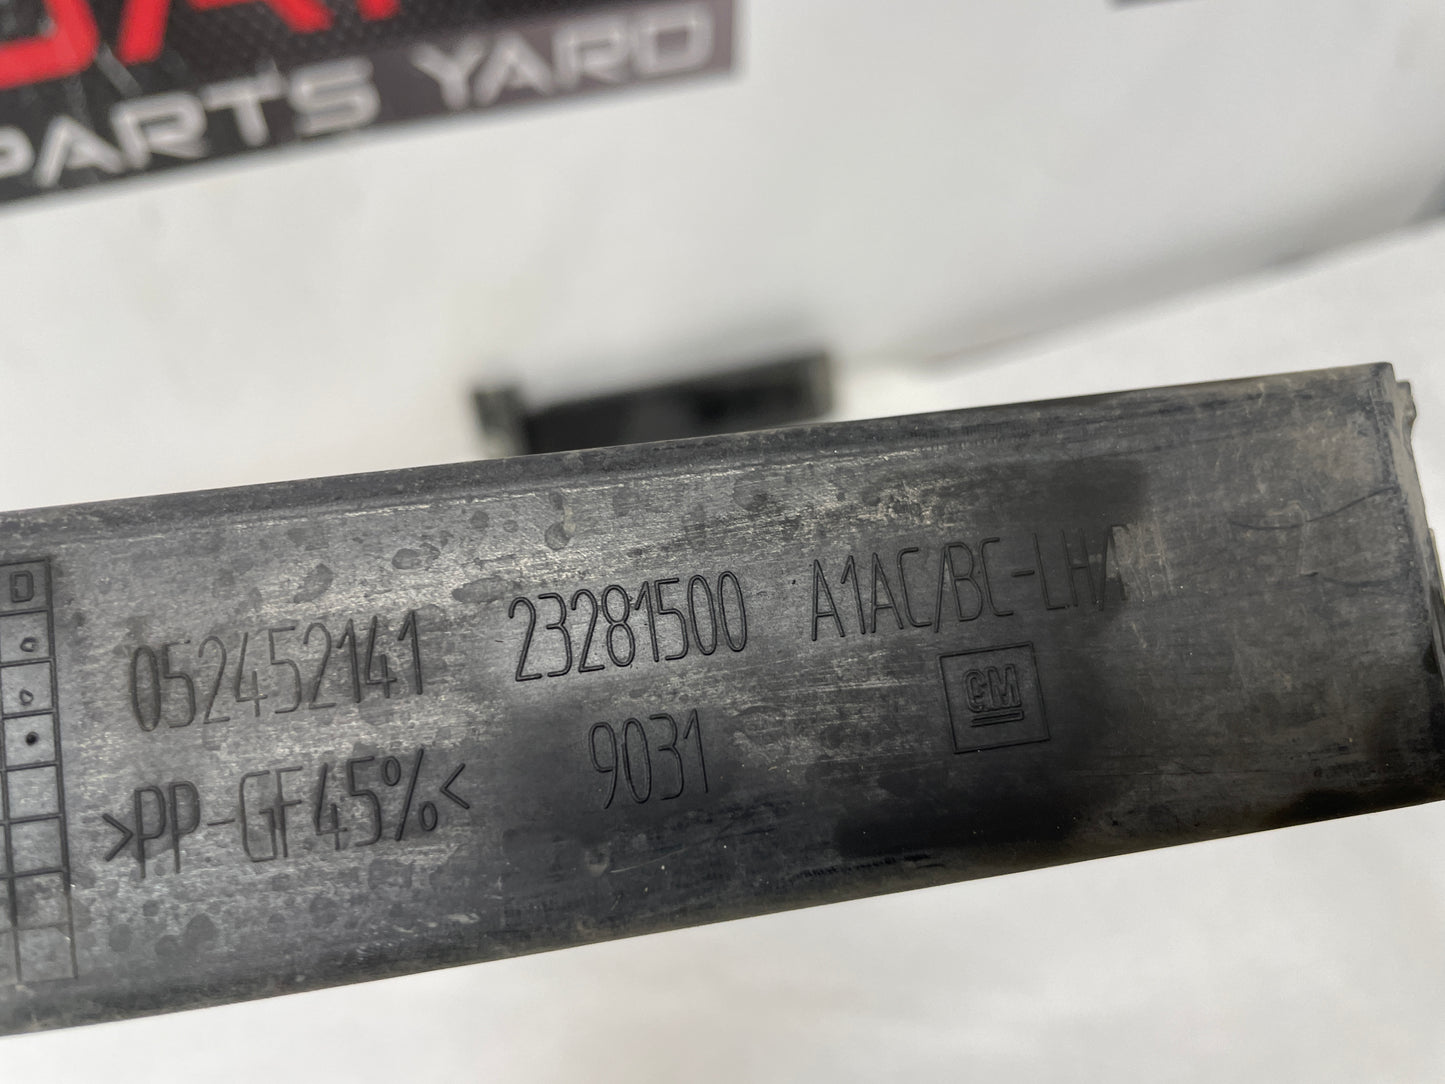 PARTS YARD
052452141 23281500 A1AC/BC-LH/
>PP-GF45%< 9031 GM